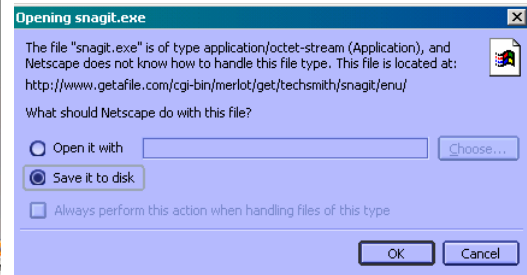 Opening snagit.exe
The file "snagit.exe" is of type application/octet-stream (Application), and
Netscape does not know how to handle this file type. This file is located at:
http://www.getafile.com/cgi-bin/merlot/get/techsmith/snagit/enu/
What should Netscape do with this file?
Open it with
Choose...
Save it to disk
Always perform this action when handling files of this type
OK Cancel